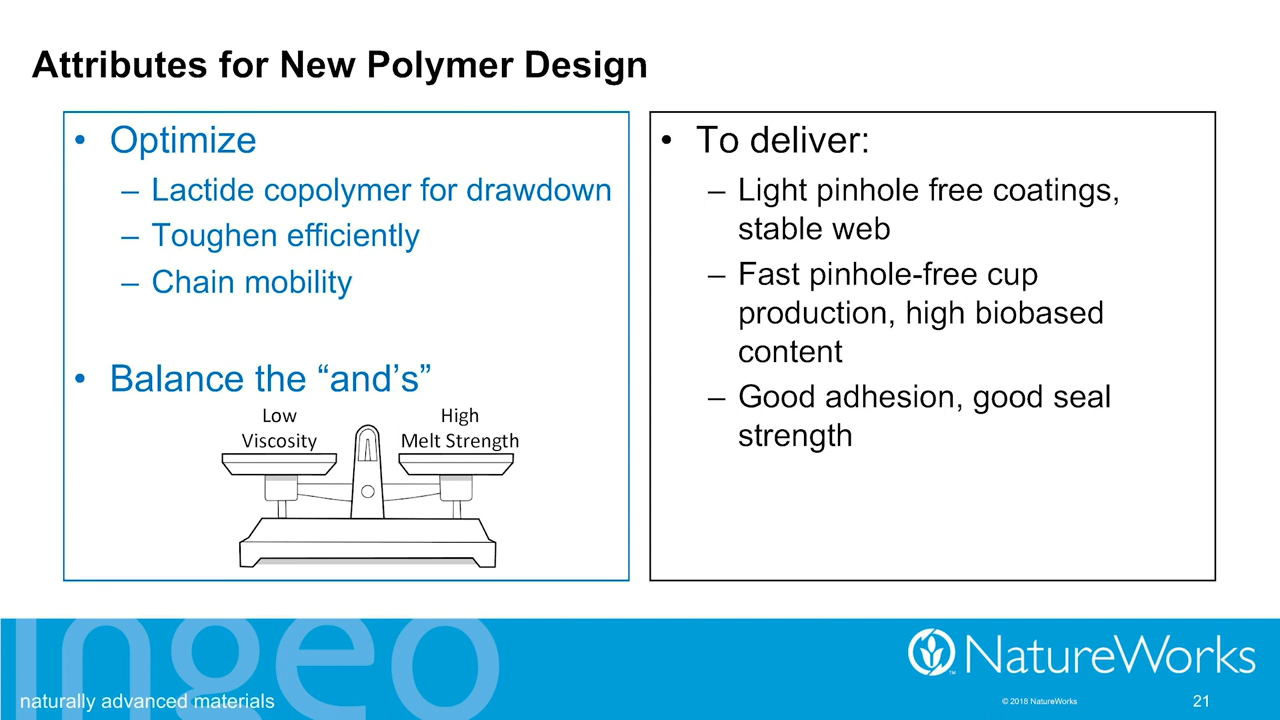 Attributes for New Polymer Design
• Optimize
– Lactide copolymer for drawdown
– Toughen efficiently
– Chain mobility
• Balance the “and’s”
Low
Viscosity
High
Melt Strength
• To deliver:
– Light pinhole free coatings,
stable web
– Fast pinhole-free cup
production, high biobased
content
– Good adhesion, good seal
strength
Ingeo
naturally advanced materials
NatureWorks
™
© 2018 NatureWorks
21